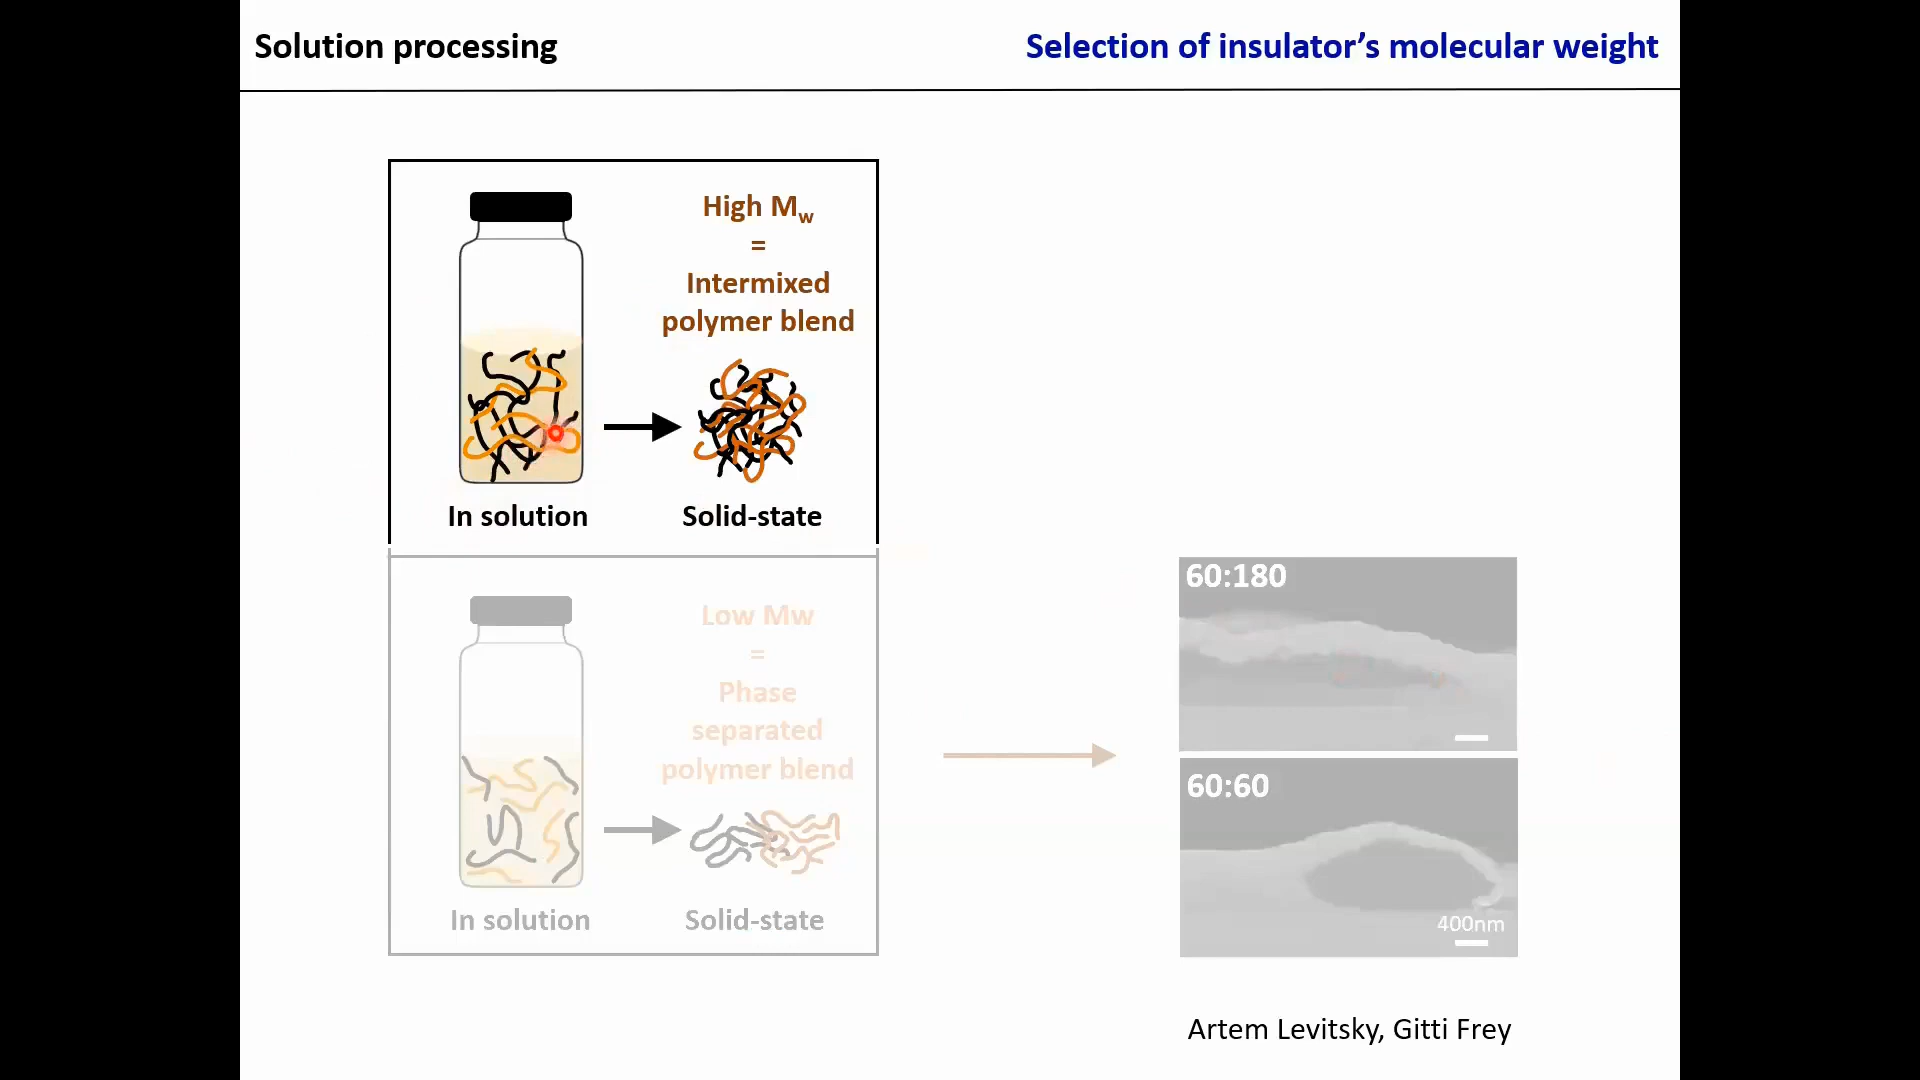 Solution processing
Selection of insulator’s molecular weight
High Mw
=
Intermixed
polymer blend
In solution
Solid-state
Low Mw
=
Phase
separated
polymer blend
In solution
Solid-state
60:180
60:60
400nm
Artem Levitsky, Gitti Frey